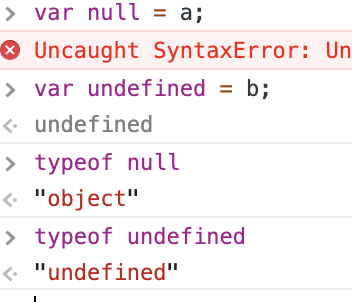 var null = a;
Uncaught SyntaxError: Un
var undefined = b;
undefined
typeof null
"object"
typeof undefined
"undefined"